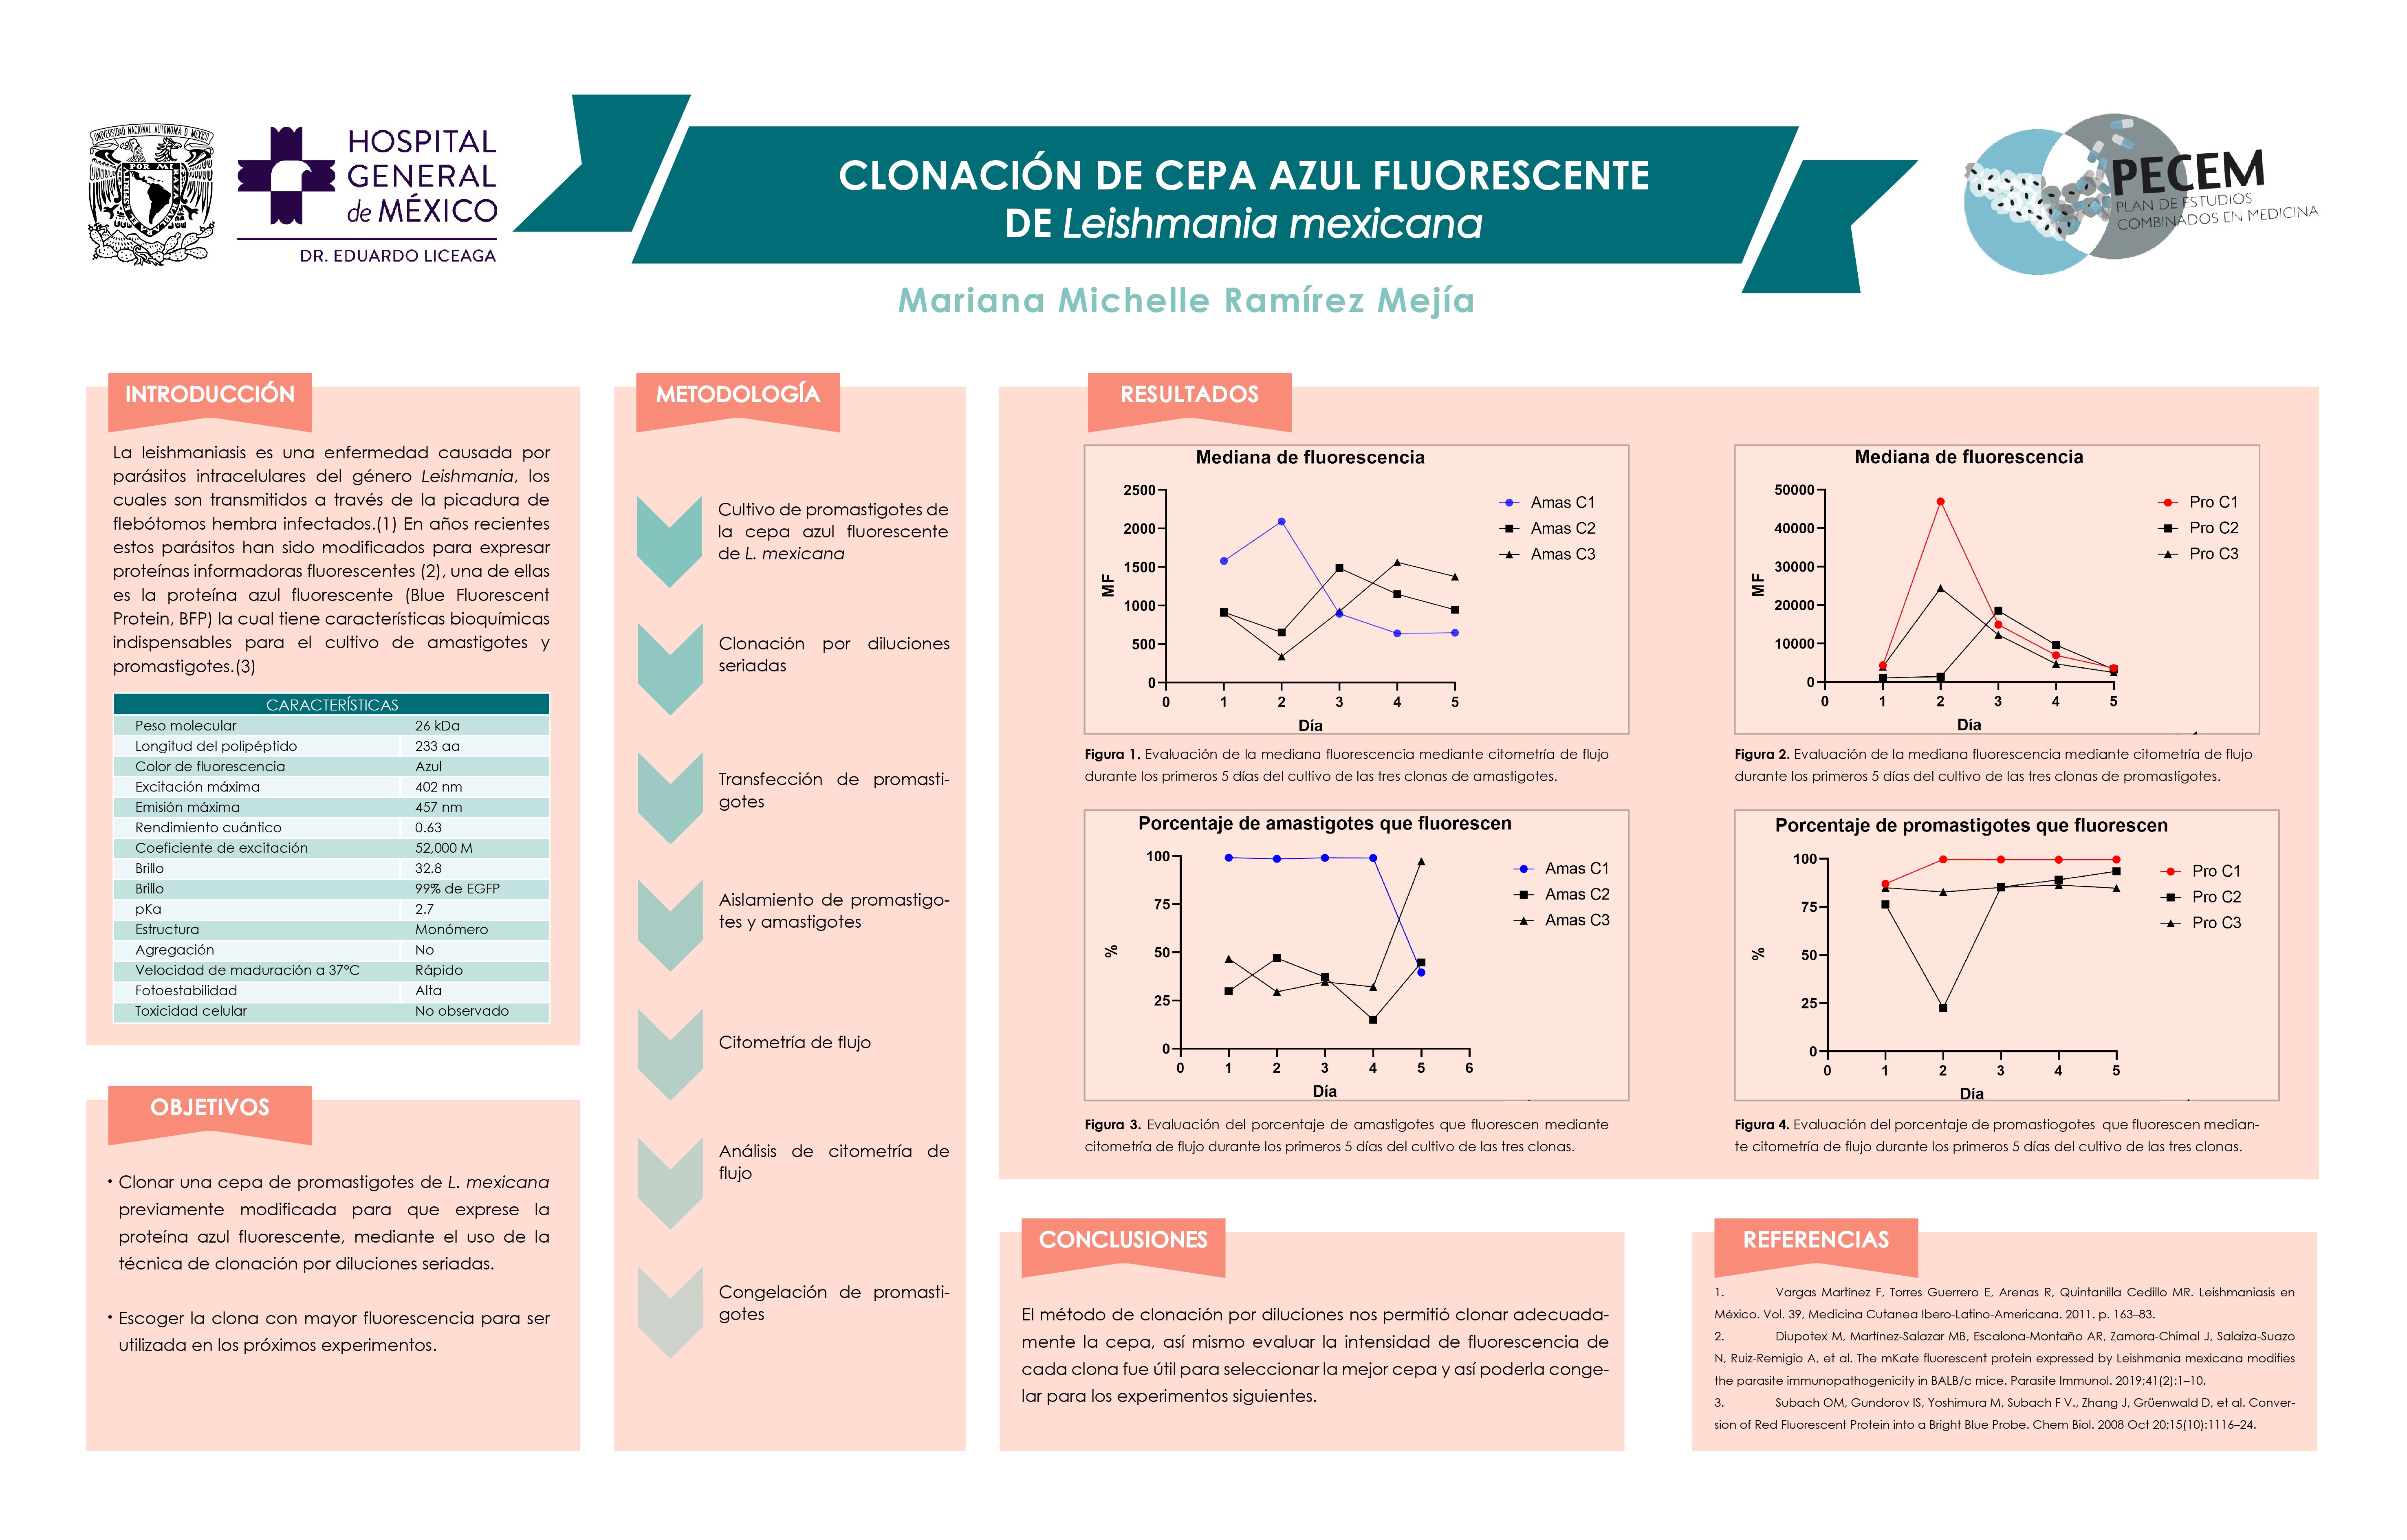 UNIVERSIDAD NACIONAL AUTONOMA D MEXICO
POR MI
HOSPITAL
GENERAL
de MÉXICO
DR. EDUARDO LICEAGA
CLONACIÓN DE CEPA AZUL FLUORESCENTE
DE Leishmania mexicana
PECEM
PLAN DE ESTUDIOS
COMBINADOS EN MEDICINA
Mariana Michelle Ramírez Mejía
INTRODUCCIÓN
La leishmaniasis es una enfermedad causada por
parásitos intracelulares del género Leishmania, los
cuales son transmitidos a través de la picadura de
flebótomos hembra infectados.(1) En años recientes
estos parásitos han sido modificados para expresar
proteínas informadoras fluorescentes (2), una de ellas
es la proteína azul fluorescente (Blue Fluorescent
Protein, BFP) la cual tiene características bioquímicas
indispensables para el cultivo de amastigotes y
promastigotes.(3)
CARACTERÍSTICAS
Peso molecular 26 kDa
Longitud del polipéptido 233 aa
Color de fluorescencia Azul
Excitación máxima 402 nm
Emisión máxima 457 nm
Rendimiento cuántico 0.63
Coeficiente de excitación 52,000 M
Brillo 32.8
Brillo 99% de EGFP
pKa 2.7
Estructura Monómero
Agregación No
Velocidad de maduración a 37°C Rápido
Fotoestabilidad Alta
Toxicidad celular No observado
OBJETIVOS
• Clonar una cepa de promastigotes de L. mexicana
previamente modificada para que exprese la
proteína azul fluorescente, mediante el uso de la
técnica de clonación por diluciones seriadas.
• Escoger la clona con mayor fluorescencia para ser
utilizada en los próximos experimentos.
METODOLOGÍA
Cultivo de promastigotes de
la cepa azul fluorescente
de L. mexicana
Clonación por diluciones
seriadas
Transfección de promasti-
gotes
Aislamiento de promastigo-
tes y amastigotes
Citometría de flujo
Análisis de citometría de
flujo
Congelación de promasti-
gotes
RESULTADOS
Mediana de fluorescencia
2500
2000
1500
1000
500
0
MF
0 1 2 3 4 5
Día
Amas C1
Amas C2
Amas C3
Figura 1. Evaluación de la mediana fluorescencia mediante citometría de flujo
durante los primeros 5 días del cultivo de las tres clonas de amastigotes.
Mediana de fluorescencia
50000
40000
30000
20000
10000
0
MF
0 1 2 3 4 5
Día
Pro C1
Pro C2
Pro C3
Figura 2. Evaluación de la mediana fluorescencia mediante citometría de flujo
durante los primeros 5 días del cultivo de las tres clonas de promastigotes.
Porcentaje de amastigotes que fluorescen
100
75
50
25
0
%
0 1 2 3 4 5 6
Día
Amas C1
Amas C2
Amas C3
Figura 3. Evaluación del porcentaje de amastigotes que fluorescen mediante
citometría de flujo durante los primeros 5 días del cultivo de las tres clonas.
Porcentaje de promastigotes que fluorescen
100
75
50
25
0
%
0 1 2 3 4 5
Día
Pro C1
Pro C2
Pro C3
Figura 4. Evaluación del porcentaje de promastiogotes que fluorescen median-
te citometría de flujo durante los primeros 5 días del cultivo de las tres clonas.
CONCLUSIONES
El método de clonación por diluciones nos permitió clonar adecuada-
mente la cepa, así mismo evaluar la intensidad de fluorescencia de
cada clona fue útil para seleccionar la mejor cepa y así poderla conge-
lar para los experimentos siguientes.
REFERENCIAS
1. Vargas Martínez F, Torres Guerrero E, Arenas R, Quintanilla Cedillo MR. Leishmaniasis en
México. Vol. 39, Medicina Cutanea Ibero-Latino-Americana. 2011. p. 163–83.
2. Diupotex M, Martínez-Salazar MB, Escalona-Montaño AR, Zamora-Chimal J, Salaiza-Suazo
N, Ruiz-Remigio A, et al. The mKate fluorescent protein expressed by Leishmania mexicana modifies
the parasite immunopathogenicity in BALB/c mice. Parasite Immunol. 2019;41(2):1–10.
3. Subach OM, Gundorov IS, Yoshimura M, Subach F V., Zhang J, Grüenwald D, et al. Conver-
sion of Red Fluorescent Protein into a Bright Blue Probe. Chem Biol. 2008 Oct 20;15(10):1116–24.